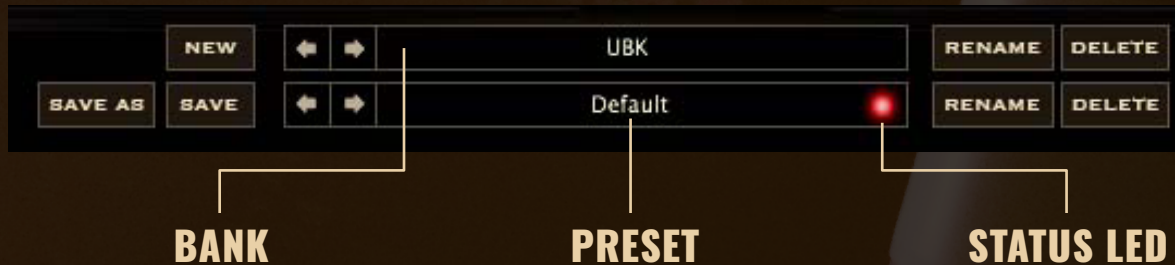 NEW UBK RENAME DELETE
SAVE AS SAVE Default RENAME DELETE
BANK PRESET STATUS LED